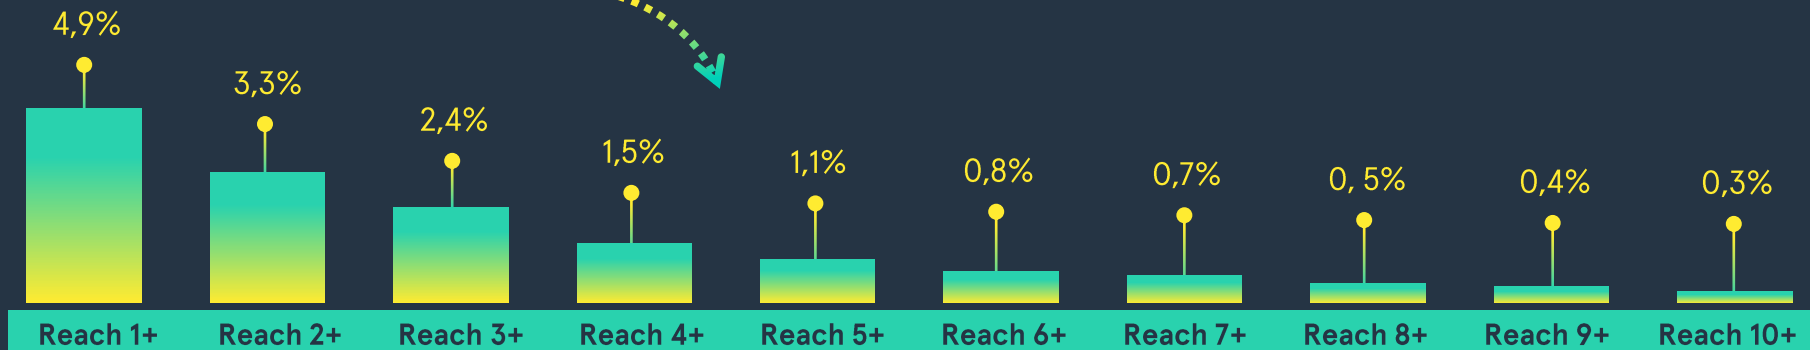 4,9%
3,3%
2,4%
1,5%
1,1%
0,8%
0,7%
0, 5%
0,4%
0,3%
Reach 1+
Reach 2+
Reach 3+
Reach 4+
Reach 5+
Reach 6+
Reach 7+
Reach 8+
Reach 9+
Reach 10+